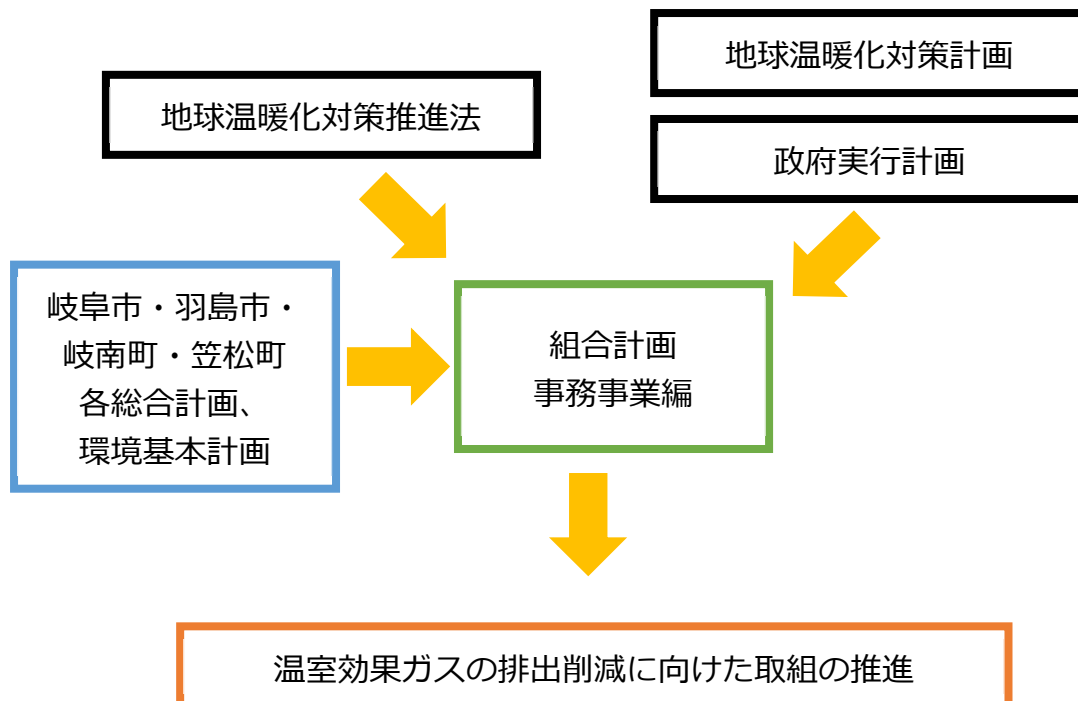 地球温暖化対策計画
地球温暖化対策推進法
政府実行計画
岐阜市・羽島市・
岐南町・笠松町
各総合計画、
環境基本計画
組合計画
事務事業編
温室効果ガスの排出削減に向けた取組の推進